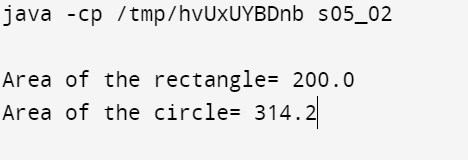 java -cp /tmp/hvUxUYBDnb s05_02
Area of the rectangle= 200.0
Area of the circle= 314.2